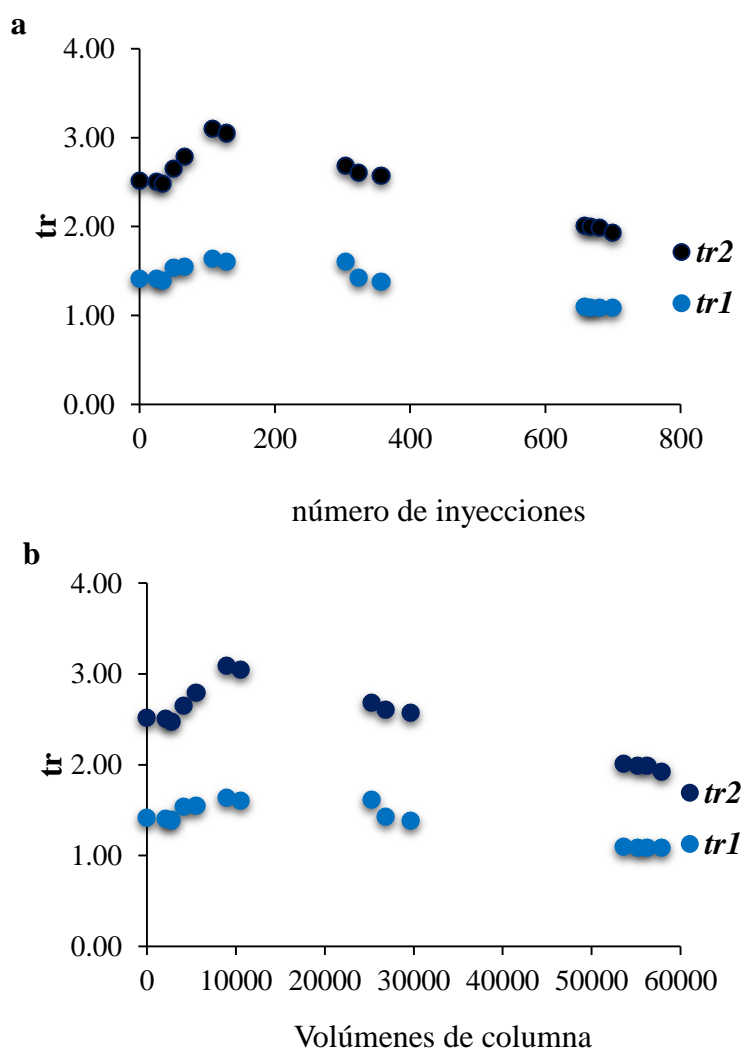 a
4.00
3.00
2.00
1.00
0.00
tr
tr2
tr1
0 200 400 600 800
número de inyecciones
b
4.00
3.00
2.00
1.00
0.00
tr
tr2
tr1
0 10000 20000 30000 40000 50000 60000
Volúmenes de columna